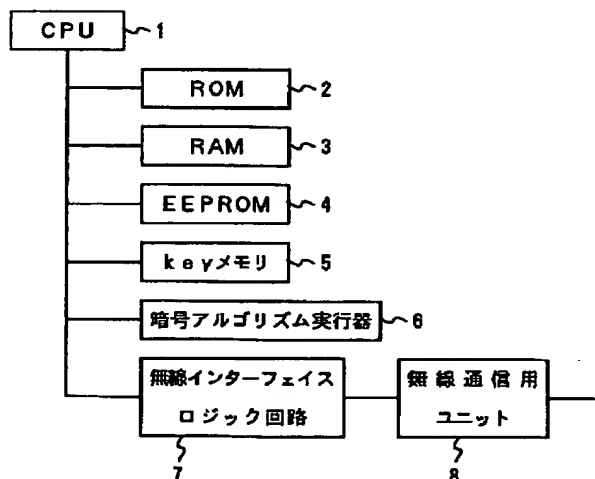 CPU 1
ROM 2
RAM 3
EEPROM 4
keyメモリ 5
暗号アルゴリズム実行器 6
無線インターフェイス
ロジック回路
7
無線通信用
ユニット
8